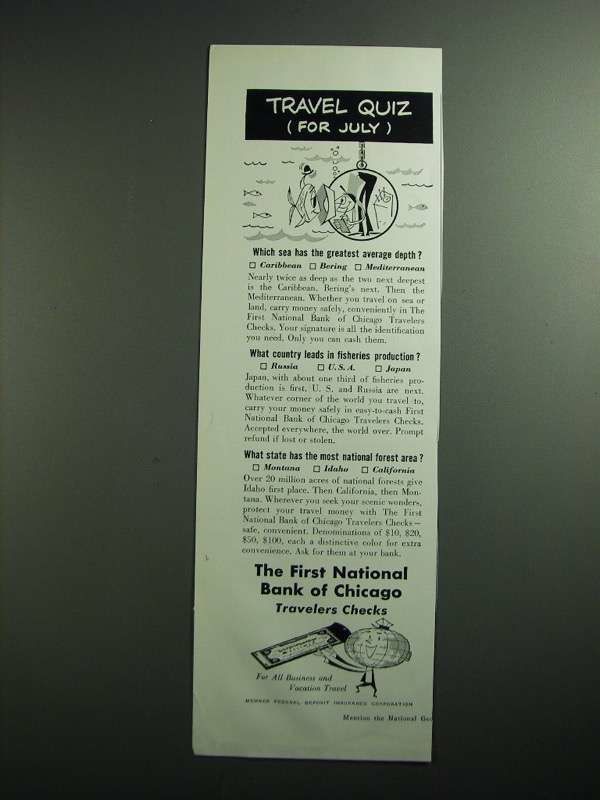 TRAVEL QUIZ
(FOR JULY)
Which sea has the greatest average depth?
☐ Caribbean ☐ Bering ☐ Mediterranean
Nearly twice as deep as the two next deepest
is the Caribbean. Bering's next. Then the
Mediterranean. Whether you travel on sea or
land, carry money safely, conveniently in The
First National Bank of Chicago Travelers
Checks. Your signature is all the identification
you need. Only you can cash them.
What country leads in fisheries production?
☐ Russia ☐ U.S.A. ☐ Japan
Japan, with about one third of fisheries pro-
duction is first. U. S. and Russia are next.
Whatever corner of the world you travel to,
carry your money safely in easy-to-cash First
National Bank of Chicago Travelers Checks.
Accepted everywhere, the world over. Prompt
refund if lost or stolen.
What state has the most national forest area?
☐ Montana ☐ Idaho ☐ California
Over 20 million acres of national forests give
Idaho first place. Then California, then Mon-
tana. Wherever you seek your scenic wonders,
protect your travel money with The First
National Bank of Chicago Travelers Checks—
safe, convenient. Denominations of $10, $20,
$50, $100, each a distinctive color for extra
convenience. Ask for them at your bank.
The First National
Bank of Chicago
Travelers Checks
For All Business and
Vacation Travel
MEMBER FEDERAL DEPOSIT INSURANCE CORPORATION
Mention the National Geo